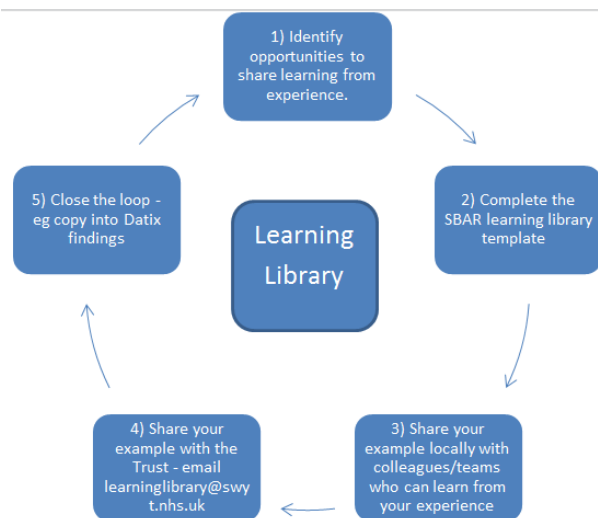 1) Identify
opportunities to
share learning from
experience.
2) Complete the
SBAR learning library
template
3) Share your
example locally with
colleagues/teams
who can learn from
your experience
4) Share your
example with the
Trust - email
learninglibrary@swy
t.nhs.uk
5) Close the loop -
eg copy into Datix
findings
Learning
Library